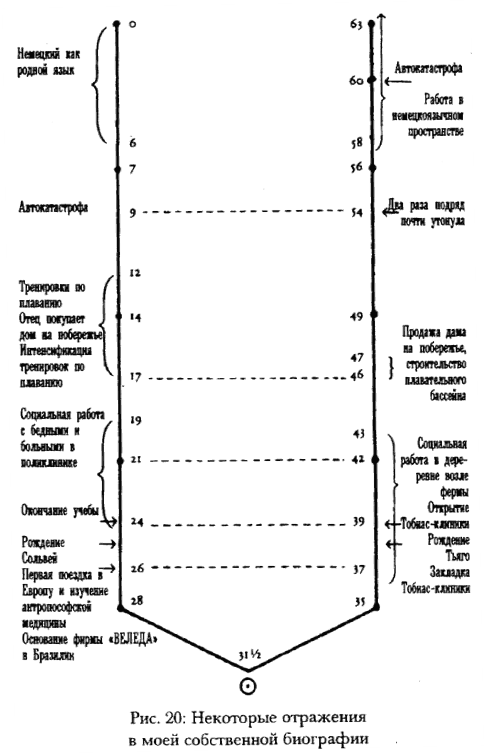 0
Немецкий как
родной язык
6
7
Автокатастрофа
9
12
Тренировки по
плаванию
Отец покупает
дом на побережье
Интенсификация
тренировок по
плаванию
14
17
19
Социальная работа
с бедными и
больными в
поликлинике
21
Окончание учебы
24
Рождение
Сольвей
26
Первая поездка в
Европу и изучение
антропософской
медицины
28
Основание фирмы «ВЕЛЕДА»
в Бразилии
31 1/2
63
60
Автокатастрофа
Работа в
немецкоязычном
пространстве
58
56
54
Два раза подряд
почти утонула
49
Продажа дама
на побережье,
строительство
плавательного
бассейна
47
46
43
42
Социальная
работа в дере-
ревне возле
фермы
Открытие
Тобиас-клиники
39
Рождение
Тьяго
Закладка
Тобиас-клиники
37
35
Рис. 20: Некоторые отражения
в моей собственной биографии